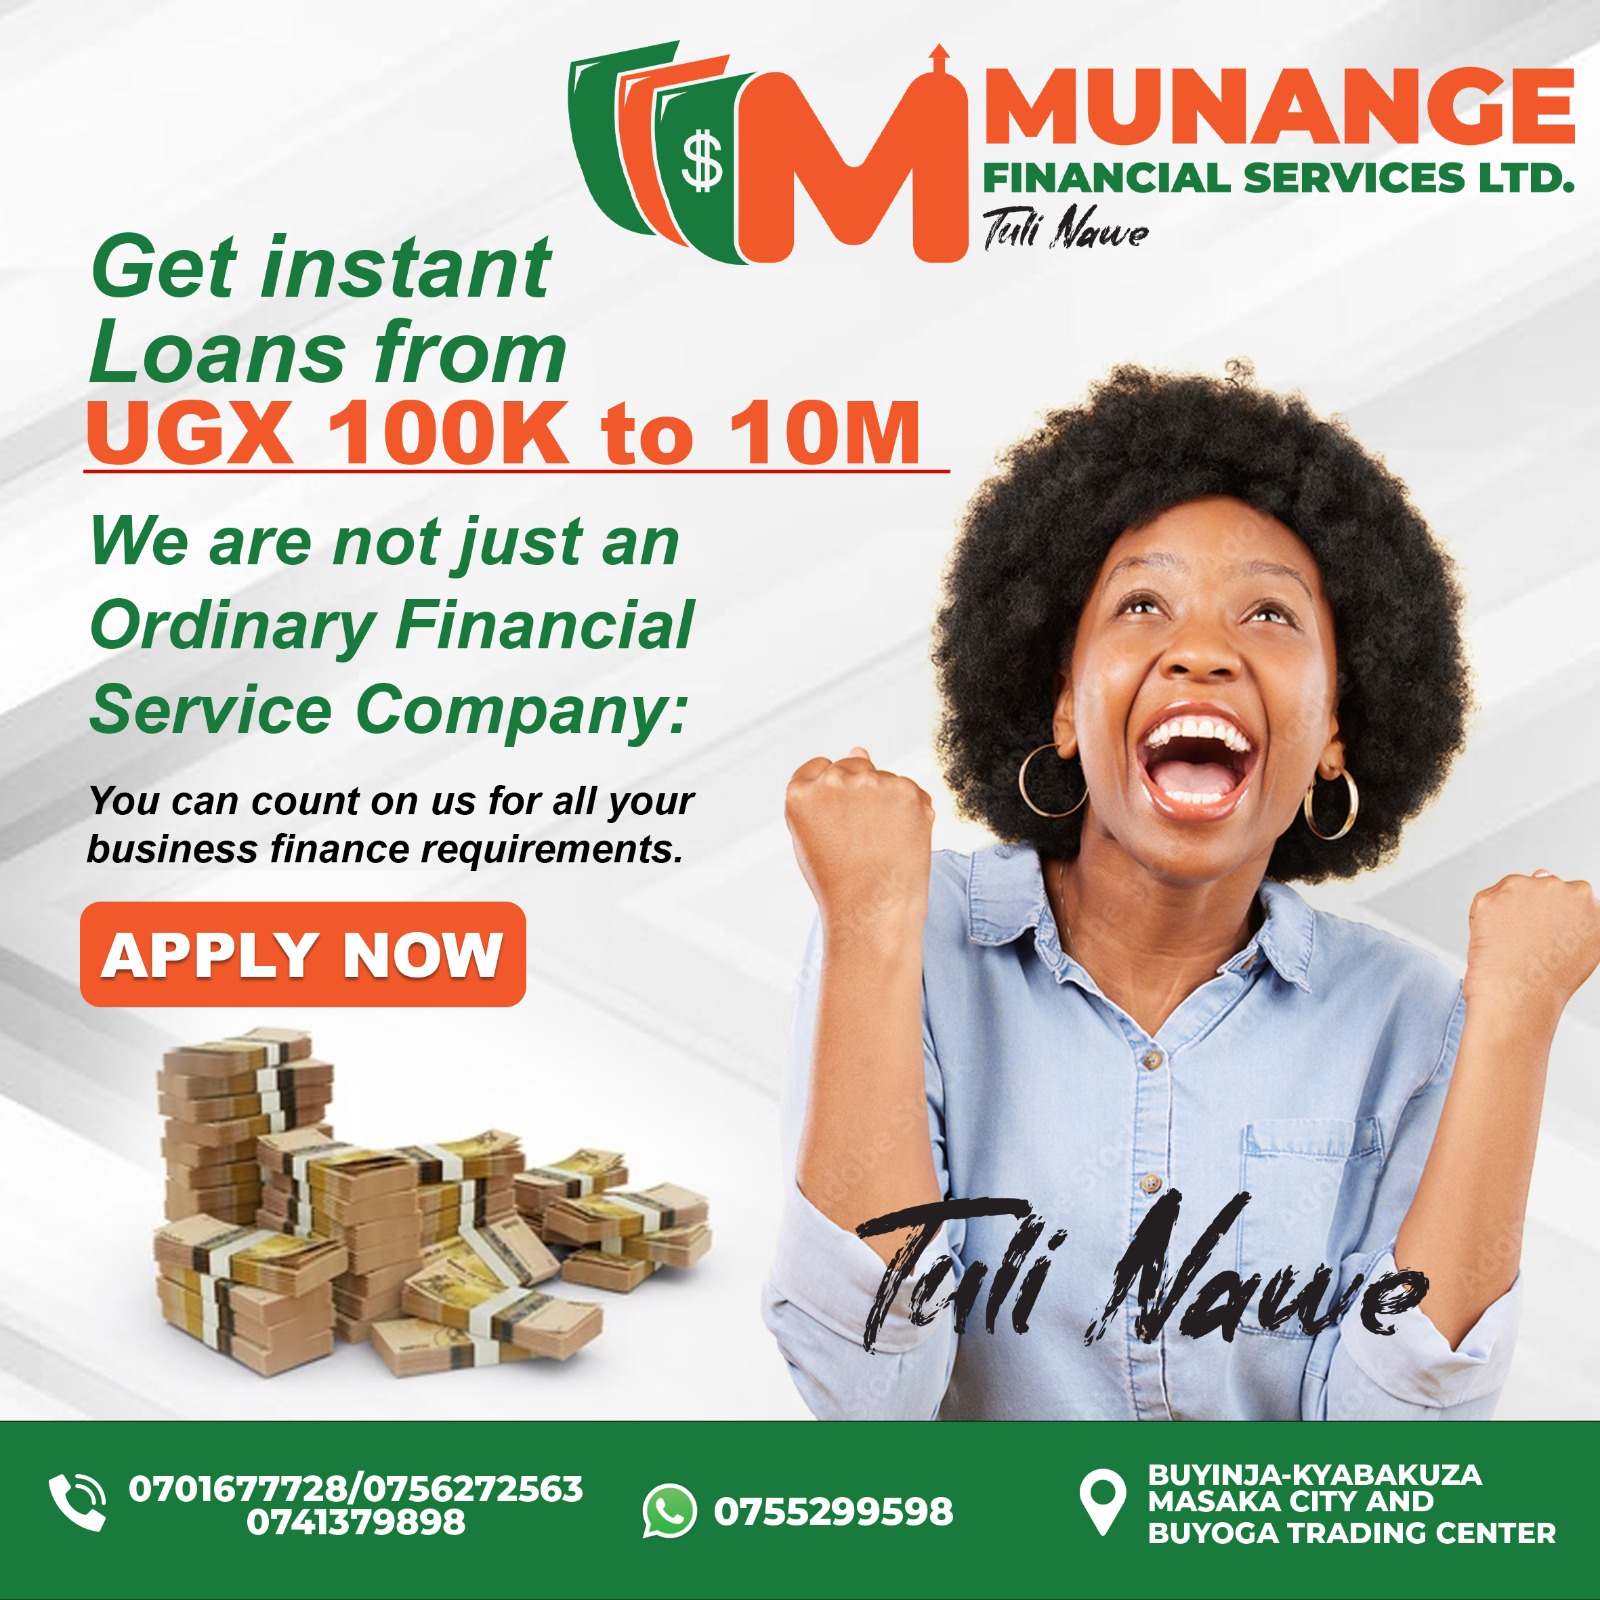 $
MUNANGE
FINANCIAL SERVICES LTD.
Tuli Nawe
Get instant
Loans from
UGX 100K to 10M
We are not just an
Ordinary Financial
Service Company:
You can count on us for all your
business finance requirements.
APPLY NOW
Tuli Nawe
0701677728/0756272563
0741379898
0755299598
BUYINJA-KYABAKUZA
MASAKA CITY AND
BUYOGA TRADING CENTER